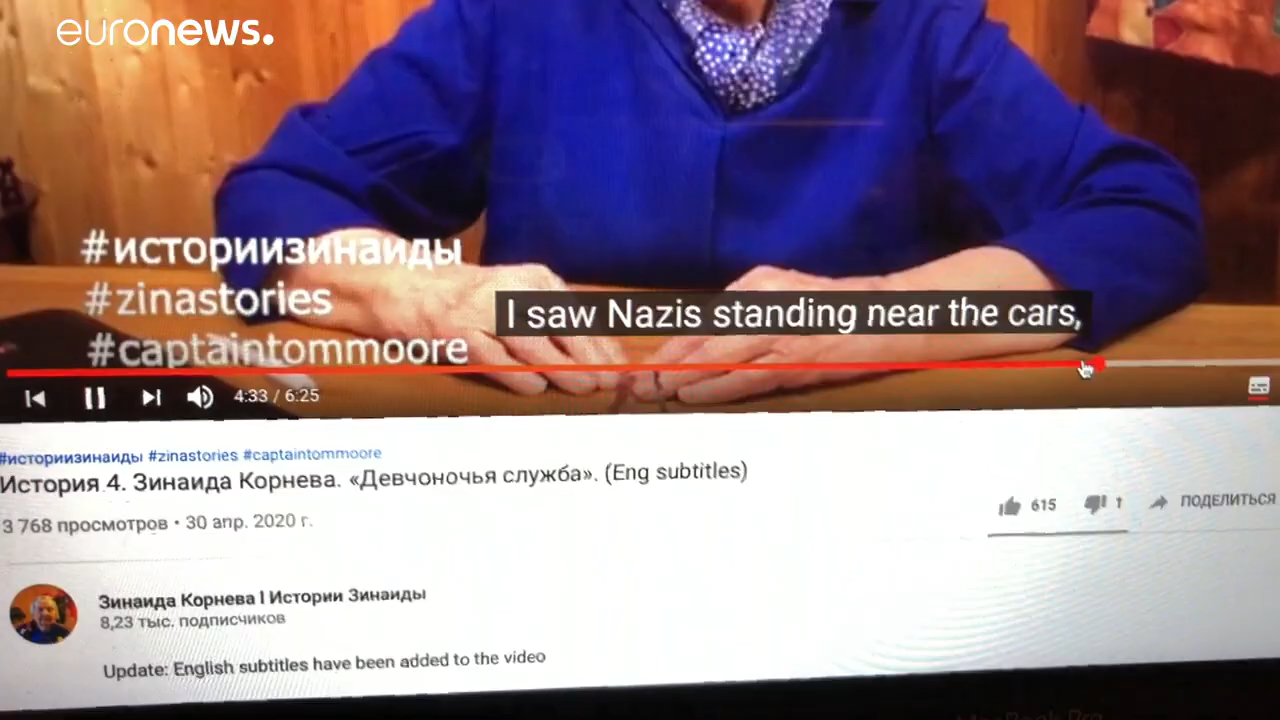 euronews.
#историизинаиды
#zinastories
#captaintommoore
I saw Nazis standing near the cars,
4:33 / 6:25
#историизинаиды #zinastories #captaintommoore
История 4. Зинаида Корнева. «Девчоночья служба». (Eng subtitles)
3 768 просмотров • 30 апр. 2020 г.
615
1
ПОДЕЛИТЬСЯ
Зинаида Корнева I Истории Зинаиды
8,23 тыс. подписчиков
Update: English subtitles have been added to the video
MacBook Pro